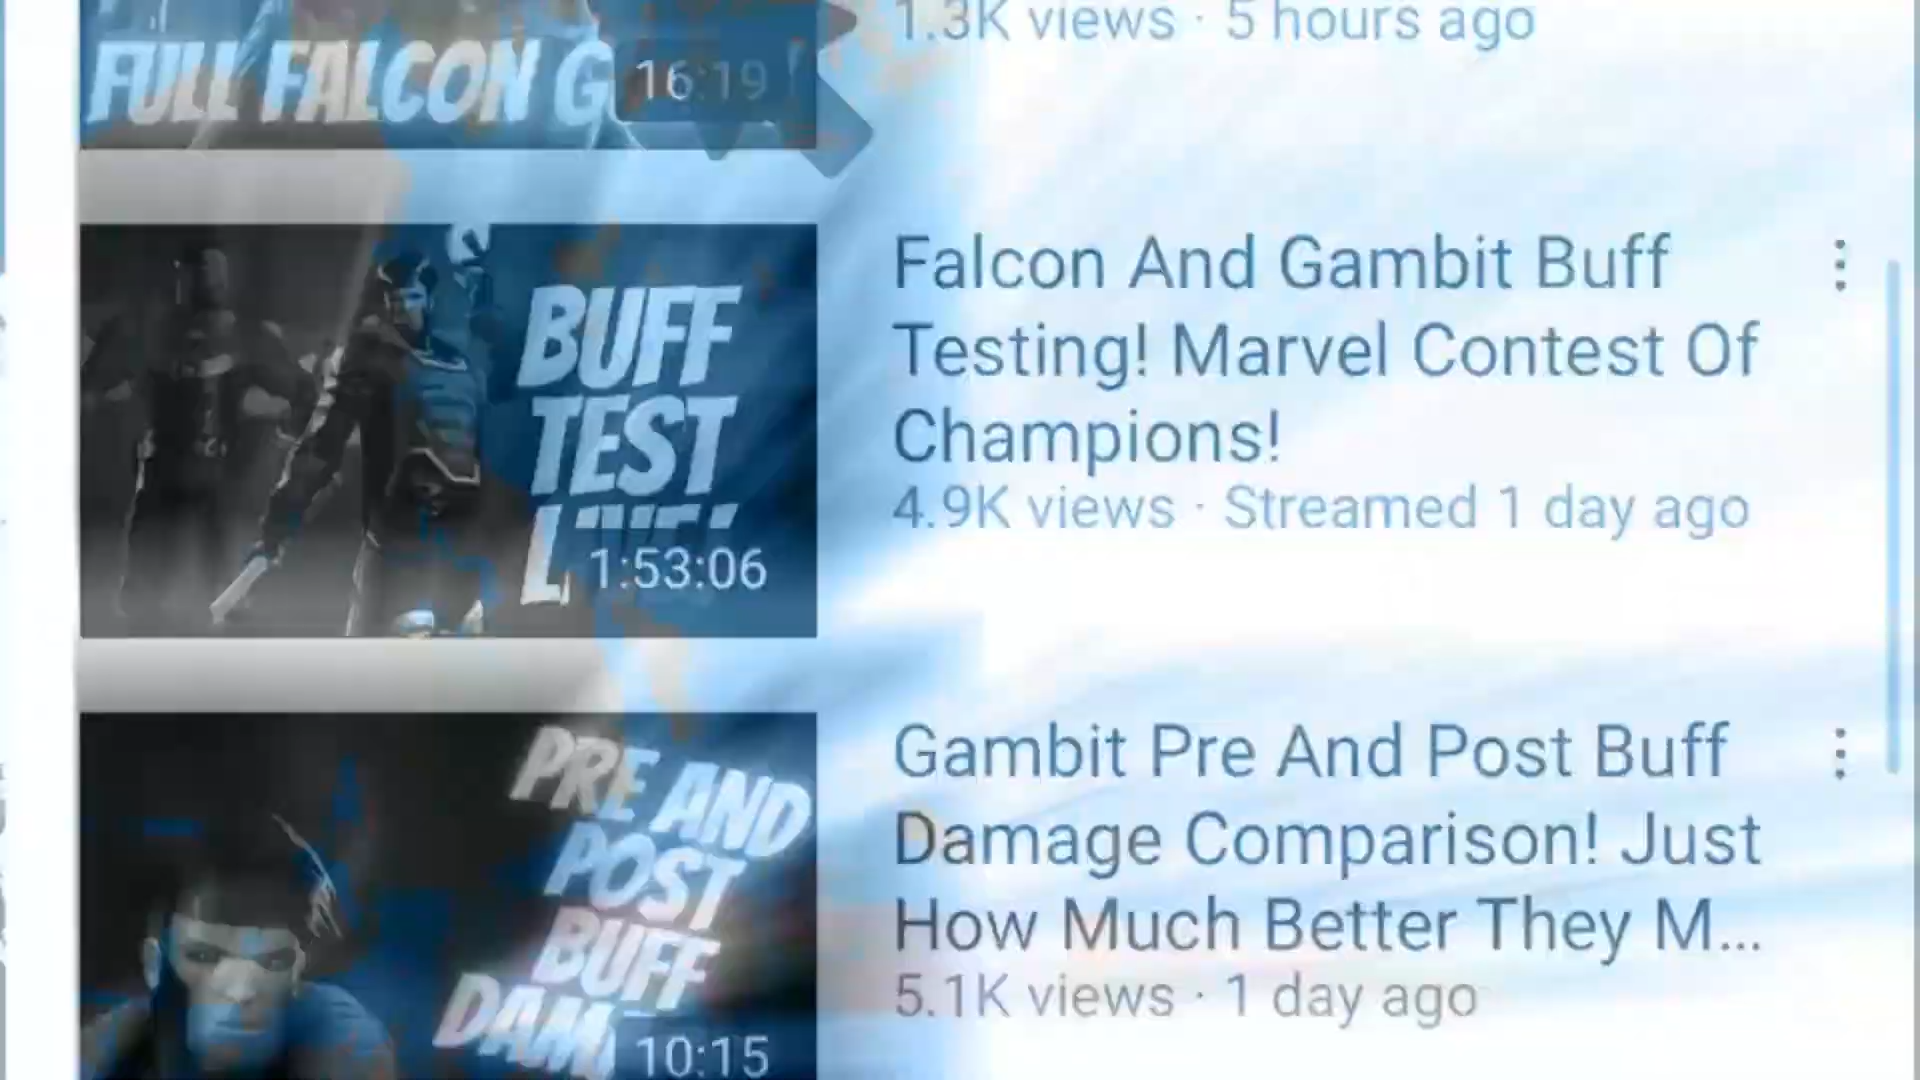 1.3K views · 5 hours ago
FULL FALCON G
16:19
BUFF
TEST
1:53:06
Falcon And Gambit Buff
Testing! Marvel Contest Of
Champions!
4.9K views · Streamed 1 day ago
PRE AND
POST
BUFF
10:15
Gambit Pre And Post Buff
Damage Comparison! Just
How Much Better They M...
5.1K views · 1 day ago